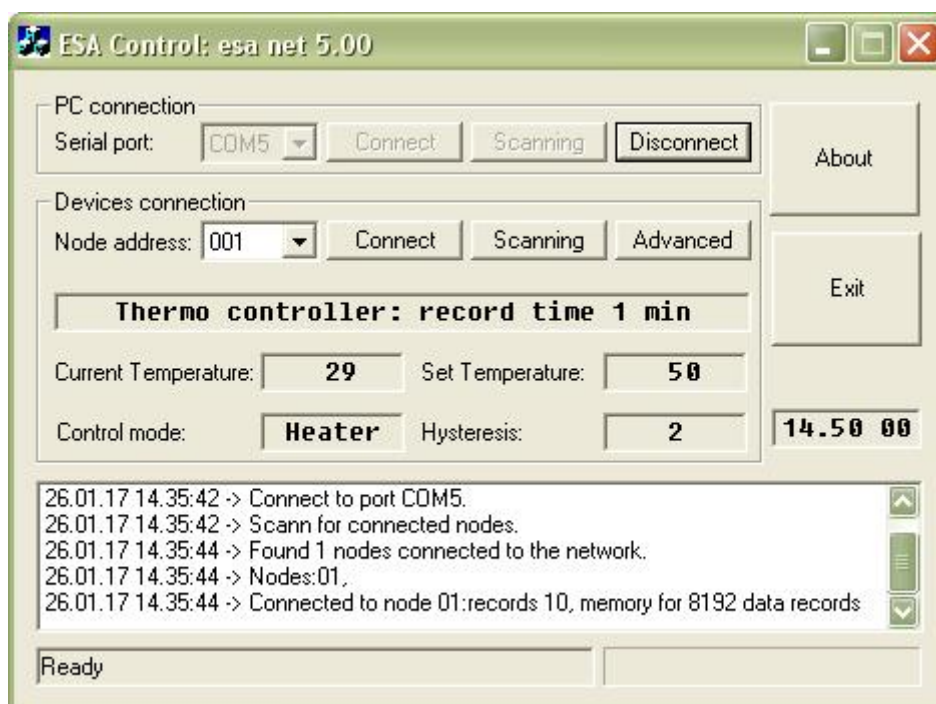 ESA Control: esa net 5.00
PC connection
Serial port: COM5 Connect Scanning Disconnect
About
Devices connection
Node address: 001 Connect Scanning Advanced
Exit
Thermo controller: record time 1 min
Current Temperature: 29 Set Temperature: 50
Control mode: Heater Hysteresis: 2
14.50 00
26.01.17 14.35:42 -> Connect to port COM5.
26.01.17 14.35:42 -> Scann for connected nodes.
26.01.17 14.35:44 -> Found 1 nodes connected to the network.
26.01.17 14.35:44 -> Nodes:01,
26.01.17 14.35:44 -> Connected to node 01:records 10, memory for 8192 data records
Ready